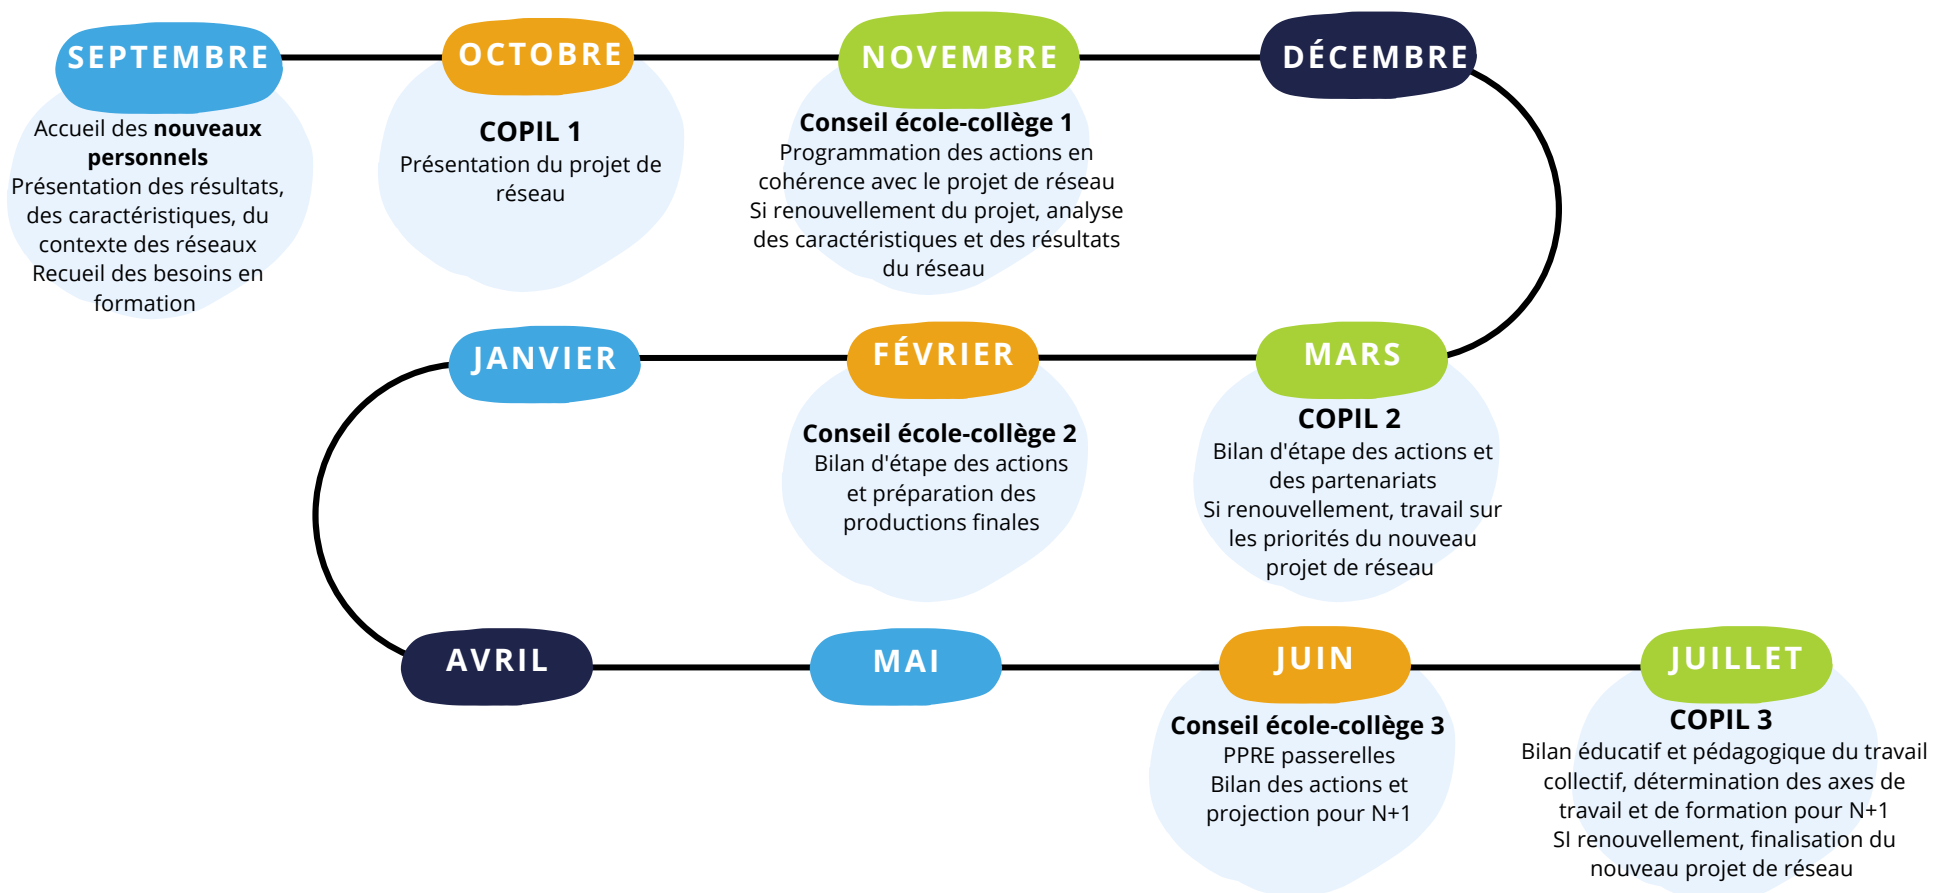 SEPTEMBRE
Accueil des nouveaux
personnels
Présentation des résultats,
des caractéristiques, du
contexte des réseaux
Recueil des besoins en
formation
OCTOBRE
COPIL 1
Présentation du projet de
réseau
NOVEMBRE
Conseil école-collège 1
Programmation des actions en
cohérence avec le projet de réseau
Si renouvellement du projet, analyse
des caractéristiques et des résultats
du réseau
DÉCEMBRE
JANVIER
FÉVRIER
Conseil école-collège 2
Bilan d'étape des actions
et préparation des
productions finales
MARS
COPIL 2
Bilan d'étape des actions et
des partenariats
Si renouvellement, travail sur
les priorités du nouveau
projet de réseau
AVRIL
MAI
JUIN
Conseil école-collège 3
PPRE passerelles
Bilan des actions et
projection pour N+1
JUILLET
COPIL 3
Bilan éducatif et pédagogique du travail
collectif, détermination des axes de
travail et de formation pour N+1
SI renouvellement, finalisation du
nouveau projet de réseau